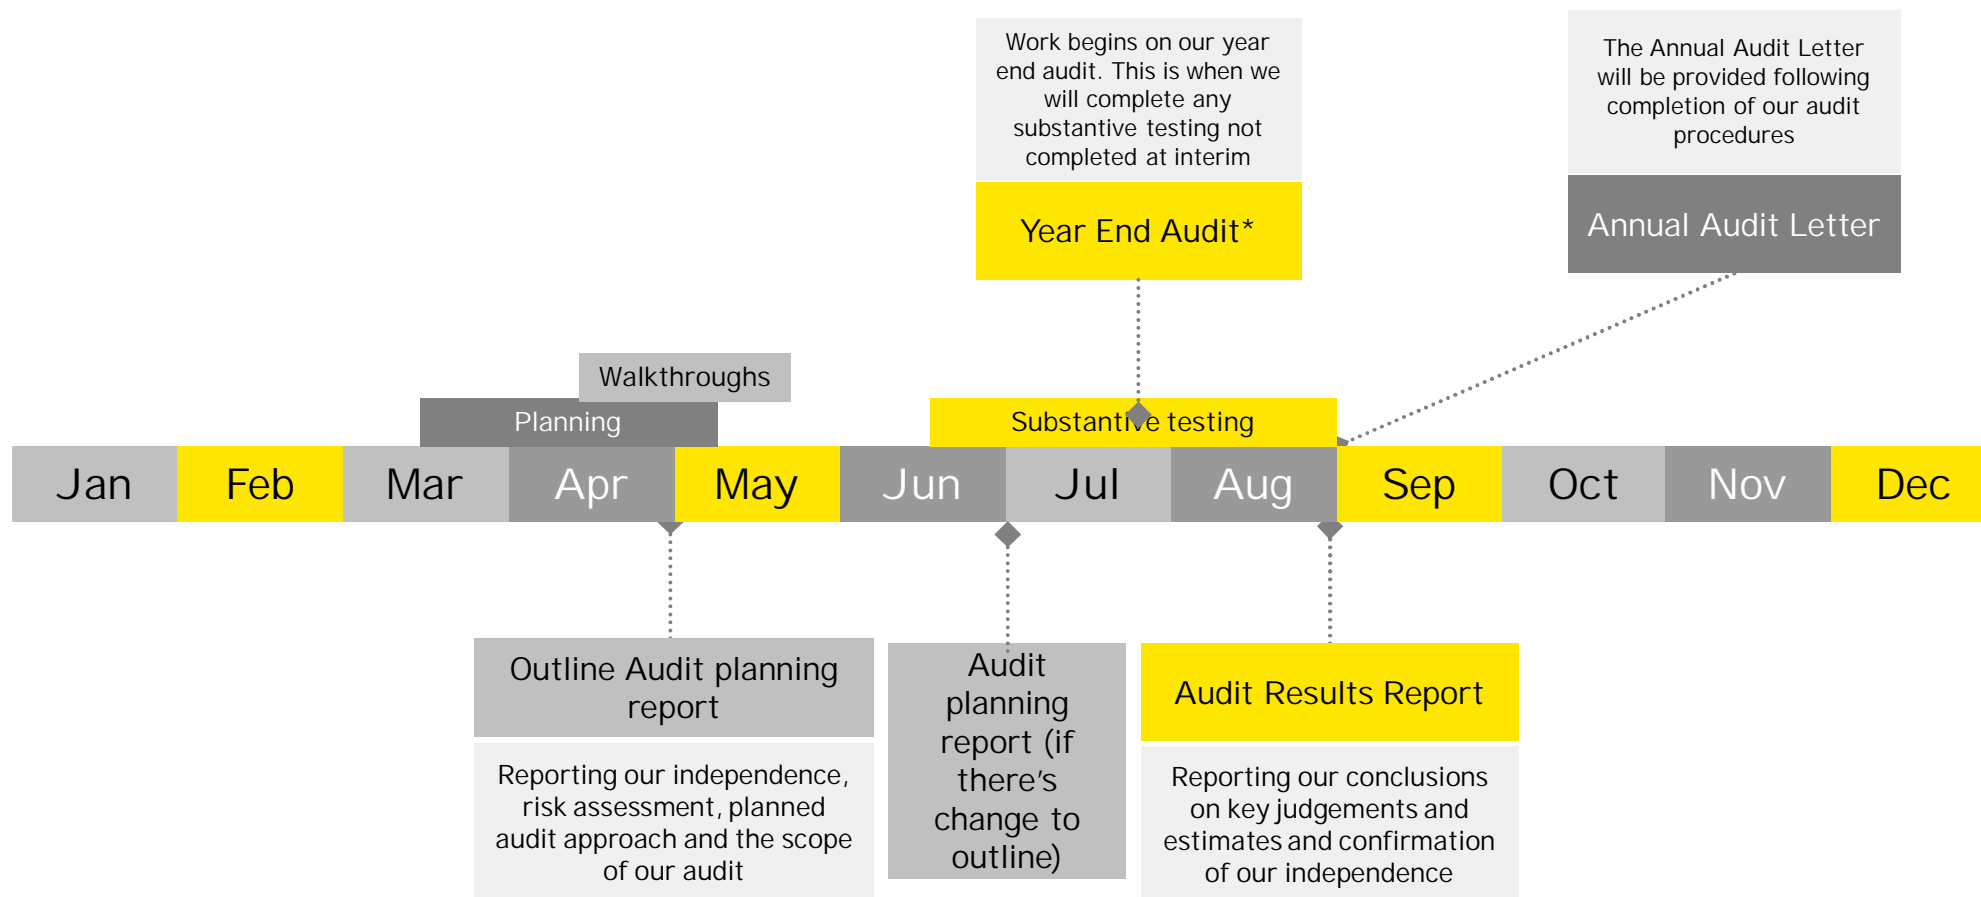 Work begins on our year
end audit. This is when we
will complete any
substantive testing not
completed at interim
Year End Audit*
The Annual Audit Letter
will be provided following
completion of our audit
procedures
Annual Audit Letter
Walkthroughs
Planning
Substantive testing
Jan Feb Mar Apr May Jun Jul Aug Sep Oct Nov Dec
Outline Audit planning
report
Reporting our independence,
risk assessment, planned
audit approach and the scope
of our audit
Audit
planning
report (if
there's
change to
outline)
Audit Results Report
Reporting our conclusions
on key judgements and
estimates and confirmation
of our independence